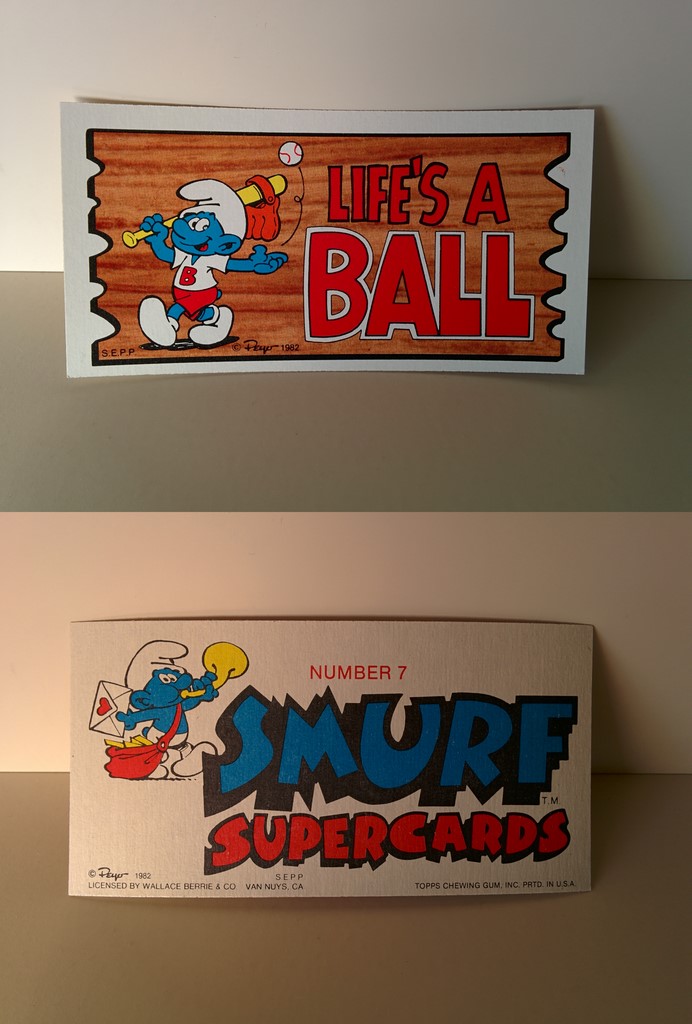 LIFE'S A
BALL
B
S.E.P.P © Peyo 1982
NUMBER 7
SMURF
T.M
SUPERCARDS
© Peyo 1982 S E P P
LICENSED BY WALLACE BERRIE & CO VAN NUYS, CA TOPPS CHEWING GUM, INC. PRTD. IN U.S.A.